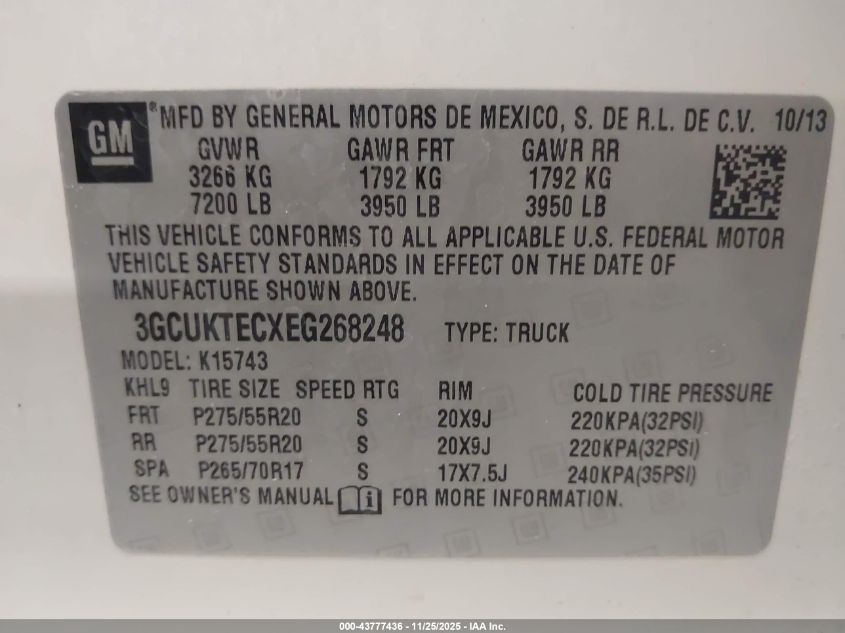 GM ® MFD BY GENERAL MOTORS DE MEXICO, S. DE R.L. DE C.V. 10/13
GVWR GAWR FRT GAWR RR
3266 KG 1792 KG 1792 KG
7200 LB 3950 LB 3950 LB
THIS VEHICLE CONFORMS TO ALL APPLICABLE U.S. FEDERAL MOTOR
VEHICLE SAFETY STANDARDS IN EFFECT ON THE DATE OF
MANUFACTURE SHOWN ABOVE.
3GCUKTECXEG268248 TYPE: TRUCK
MODEL: K15743
KHL9 TIRE SIZE SPEED RTG RIM COLD TIRE PRESSURE
FRT P275/55R20 S 20X9J 220KPA(32PSI)
RR P275/55R20 S 20X9J 220KPA(32PSI)
SPA P265/70R17 S 17X7.5J 240KPA(35PSI)
SEE OWNER'S MANUAL FOR MORE INFORMATION.
000-43777436 - 11/25/2025 - IAA Inc.